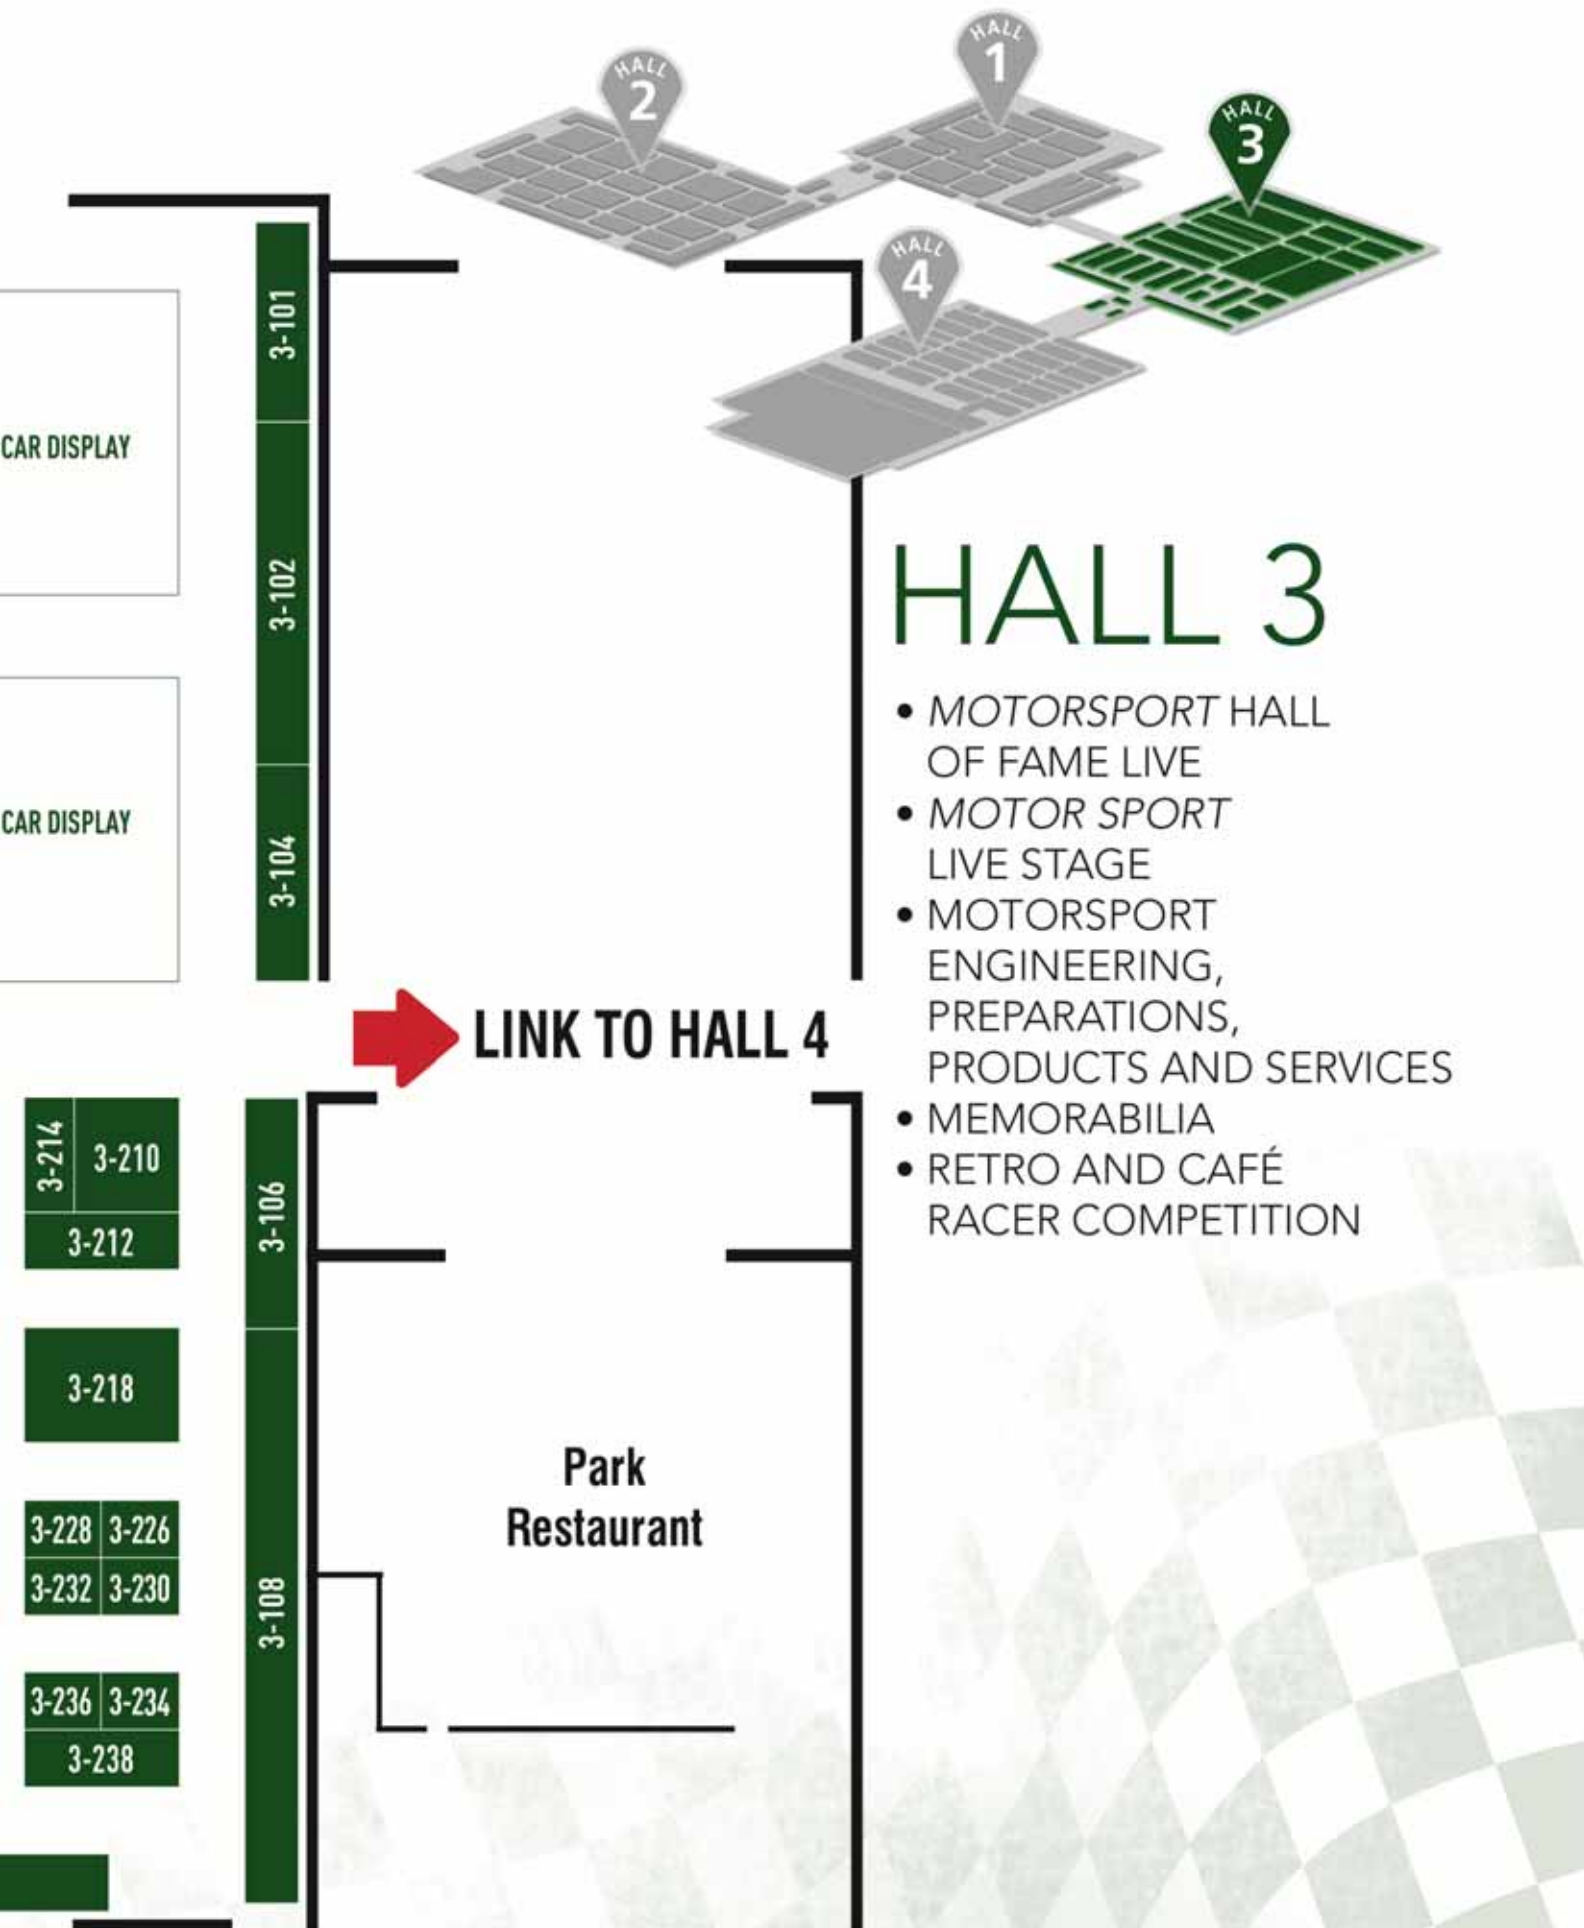 HALL
1
HALL
2
HALL
3
HALL
4
3-101
CAR DISPLAY
3-102
HALL 3
• MOTORSPORT HALL
OF FAME LIVE
• MOTOR SPORT
LIVE STAGE
• MOTORSPORT
ENGINEERING,
PREPARATIONS,
PRODUCTS AND SERVICES
• MEMORABILIA
• RETRO AND CAFÉ
RACER COMPETITION
CAR DISPLAY
3-104
LINK TO HALL 4
3-214
3-210
3-212
3-106
3-218
Park
Restaurant
3-228 3-226
3-232 3-230
3-108
3-236 3-234
3-238